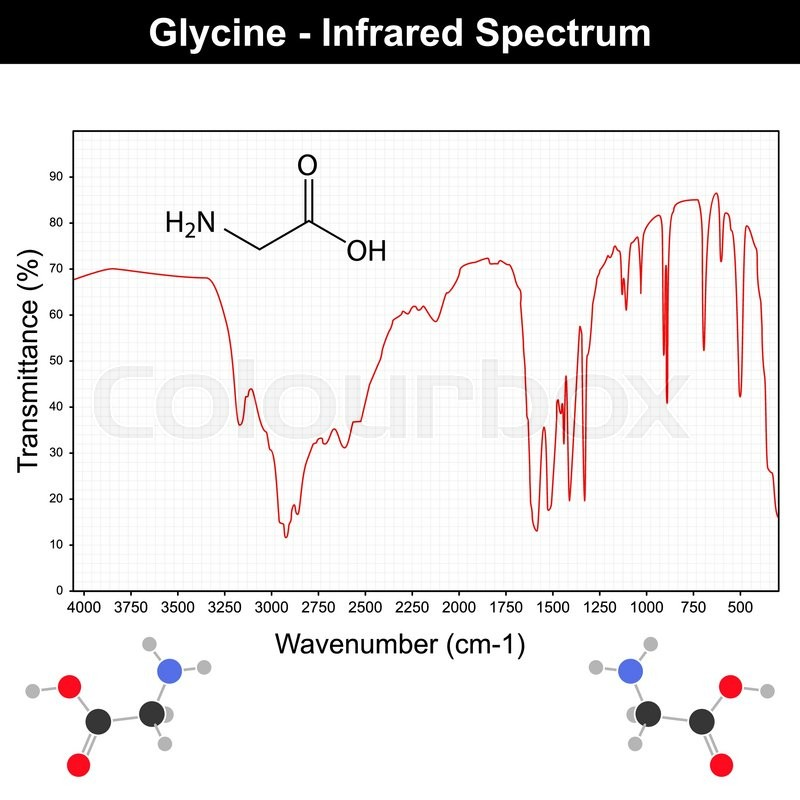 Glycine - Infrared Spectrum
O
H2N
OH
Transmittance (%)
90
80
70
60
50
40
30
20
10
0
Colourbox
4000 3750 3500 3250 3000 2750 2500 2250 2000 1750 1500 1250 1000 750 500
Wavenumber (cm-1)